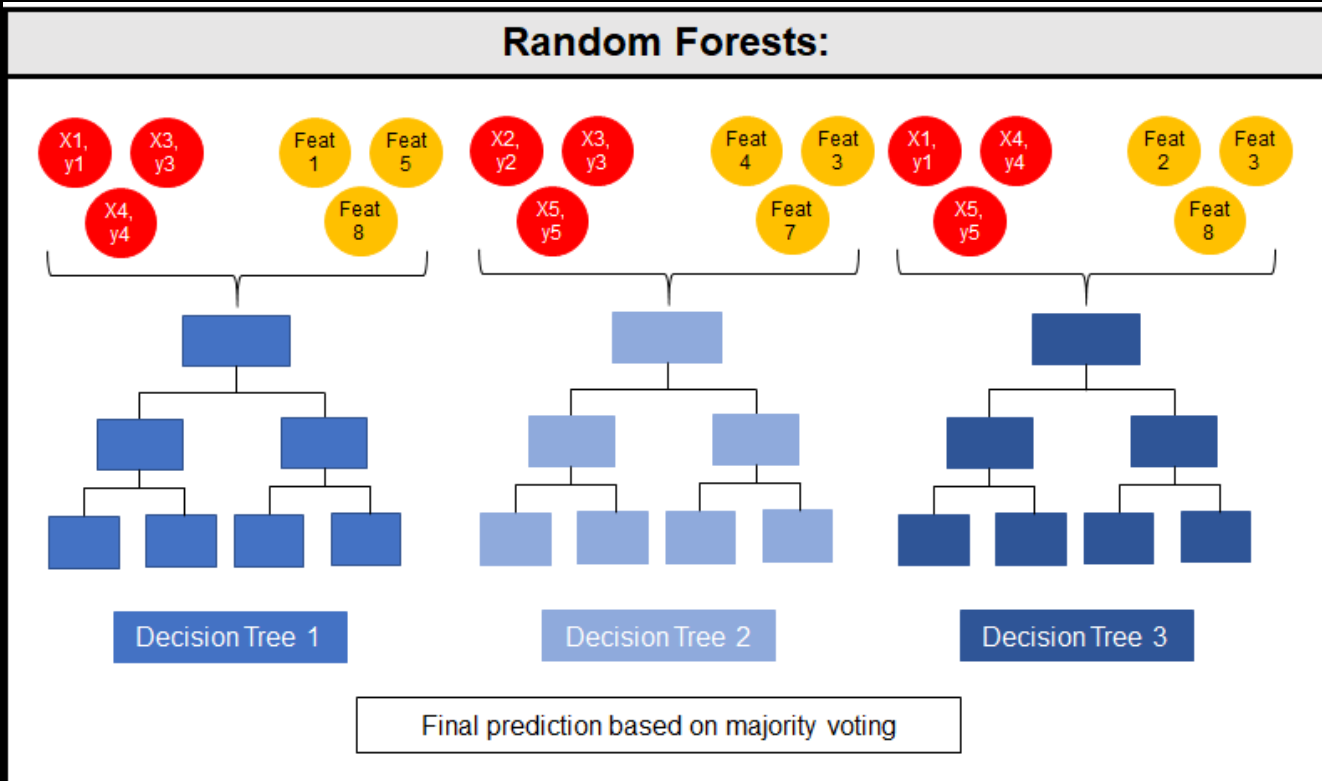 Random Forests:
X1,
y1
X3,
y3
X4,
y4
Feat
1
Feat
5
Feat
8
X2,
y2
X3,
y3
X5,
y5
Feat
4
Feat
3
Feat
7
X1,
y1
X4,
y4
X5,
y5
Feat
2
Feat
3
Feat
8
Decision Tree 1
Decision Tree 2
Decision Tree 3
Final prediction based on majority voting